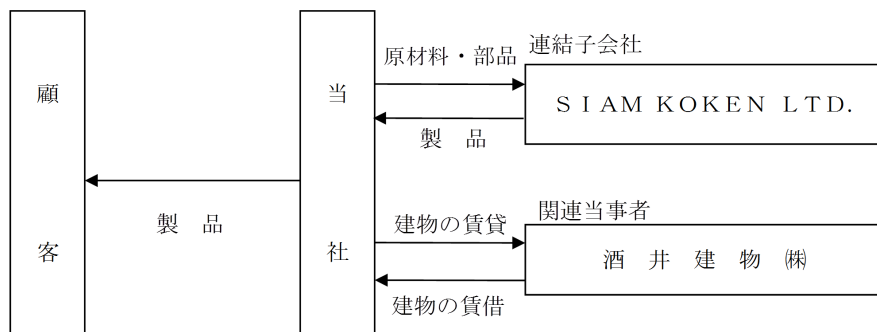 顧客
当社
製品
原材料・部品
連結子会社
SIAM KOKEN LTD.
製品
関連当事者
建物の賃貸
酒井建物㈱
建物の賃借